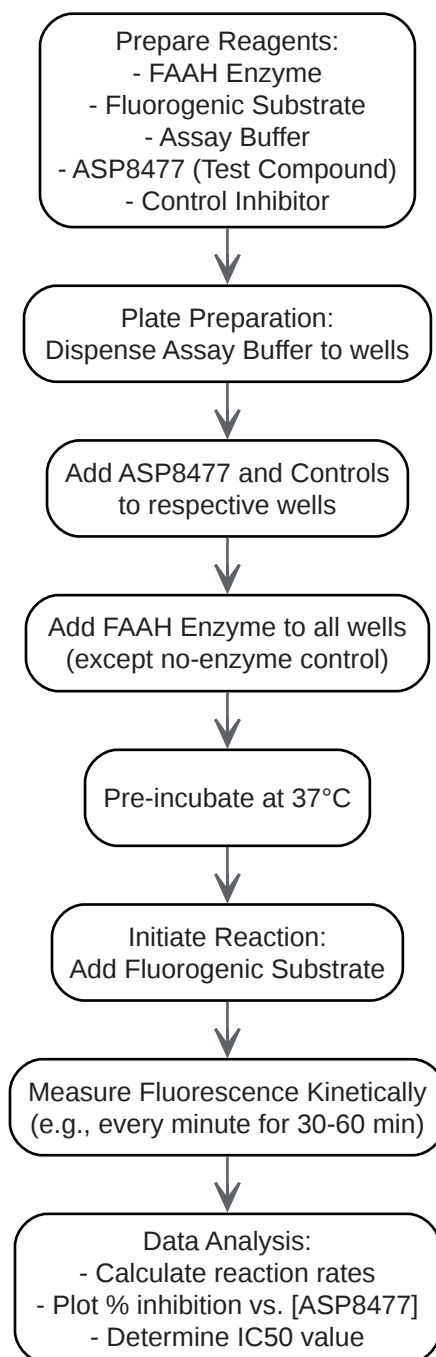 Prepare Reagents:
- FAAH Enzyme
- Fluorogenic Substrate
- Assay Buffer
- ASP8477 (Test Compound)
- Control Inhibitor
Plate Preparation:
Dispense Assay Buffer to wells
Add ASP8477 and Controls
to respective wells
Add FAAH Enzyme to all wells
(except no-enzyme control)
Pre-incubate at 37°C
Initiate Reaction:
Add Fluorogenic Substrate
Measure Fluorescence Kinetically
(e.g., every minute for 30-60 min)
Data Analysis:
- Calculate reaction rates
- Plot % inhibition vs. [ASP8477]
- Determine IC50 value